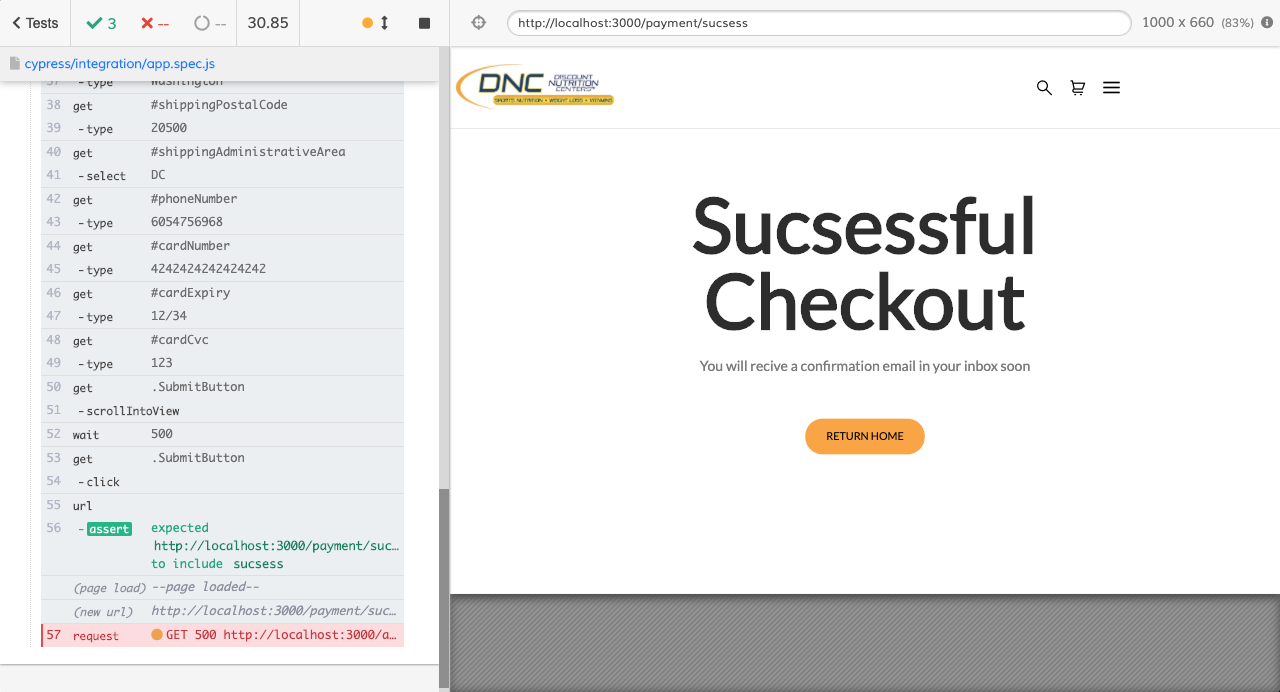 Tests
3
--
--
30.85
http://localhost:3000/payment/sucsess
1000 x 660 (83%)
cypress/integration/app.spec.js
37 - type Washington
38 get #shippingPostalCode
39 - type 20500
40 get #shippingAdministrativeArea
41 - select DC
42 get #phoneNumber
43 - type 6054756968
44 get #cardNumber
45 - type 4242424242424242
46 get #cardExpiry
47 - type 12/34
48 get #cardCvc
49 - type 123
50 get .SubmitButton
51 - scrollIntoView
52 wait 500
53 get .SubmitButton
54 - click
55 url
56 - assert expected
http://localhost:3000/payment/suc…
to include sucsess
(page load) --page loaded--
(new url) http://localhost:3000/payment/suc…
57 request GET 500 http://localhost:3000/a…
DNC DISCOUNT
NUTRITION
CENTERS
SPORTS NUTRITION • WEIGHT LOSS • VITAMINS
Sucsessful
Checkout
You will recive a confirmation email in your inbox soon
RETURN HOME